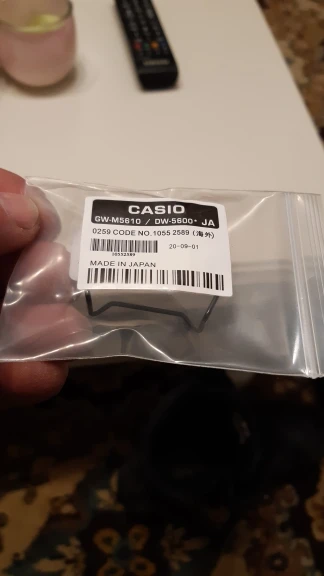 CASIO
GW-M5610 / DW-5600* JA
0259 CODE NO.1055 2589 (海外)
10552589
20-09-01
MADE IN JAPAN